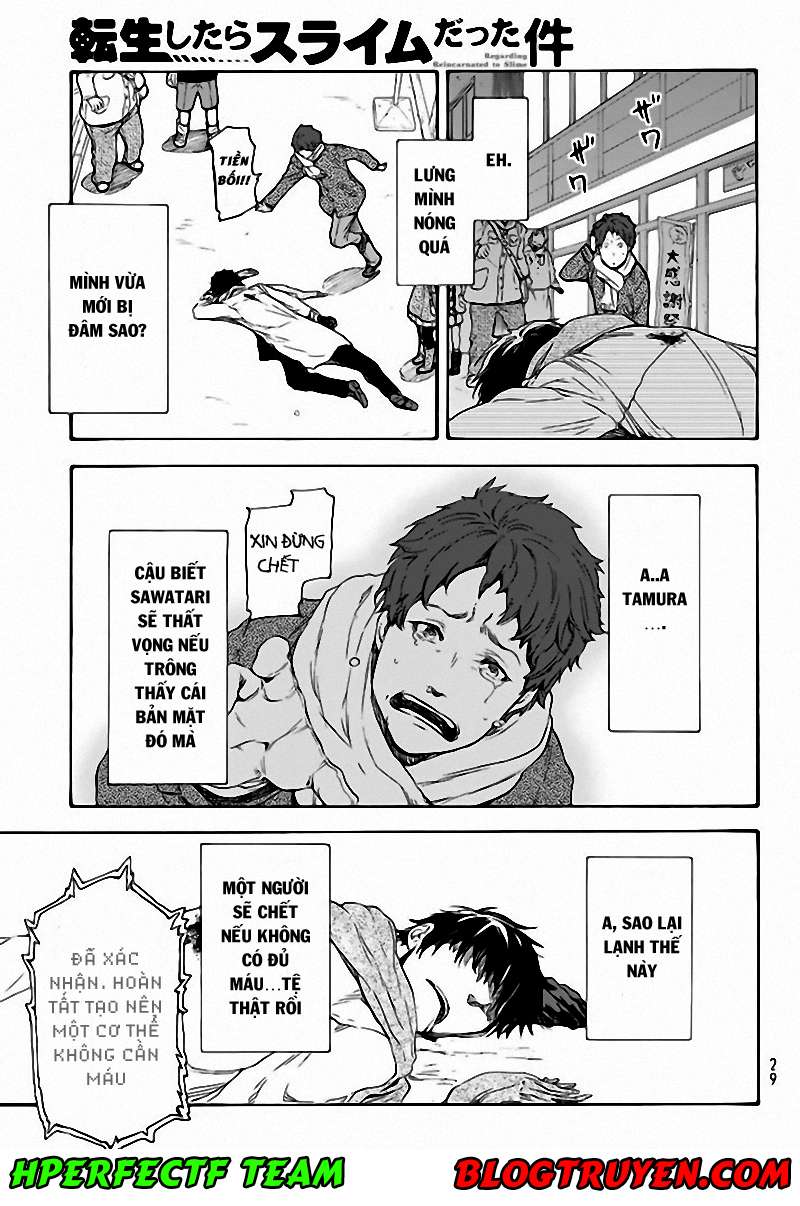 転生したらスライムだった件
Regarding
Reincarnated to Slime
ザワ
ザワ
EH.
LƯNG
MÌNH
NÓNG
QUÁ
大感謝祭
TIỀN
BỐI!!
MÌNH VỪA
MỚI BỊ
ĐÂM SAO?
A..A
TAMURA
....
XIN ĐỪNG
CHẾT
CẬU BIẾT
SAWATARI
SẼ THẤT
VỌNG NẾU
TRÔNG
THẤY CÁI
BẢN MẶT
ĐÓ MÀ
A, SAO LẠI
LẠNH THẾ
NÀY
MỘT NGƯỜI
SẼ CHẾT
NẾU KHÔNG
CÓ ĐỦ
MÁU...TỆ
THẬT RỒI
ĐÃ XÁC
NHẬN. HOÀN
TẤT TẠO NÊN
MỘT CƠ THỂ
KHÔNG CẦN
MÁU
29
HPERFECTF TEAM
BLOGTRUYEN.COM